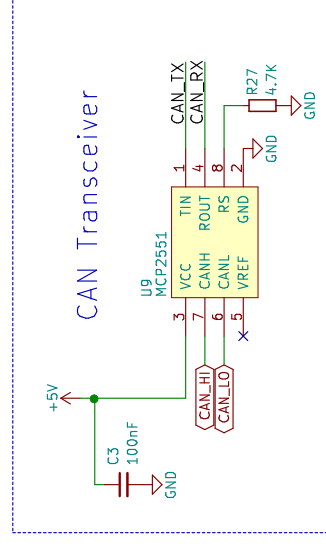 CAN Transceiver
CAN_TX
CAN_RX
R27
4.7K
GND
GND
1
4
8
2
TIN
ROUT
RS
GND
U9
MCP2551
VCC
CANH
CANL
VREF
3
7
6
5
CAN_HI
CAN_LO
+5V
C3
100nF
GND